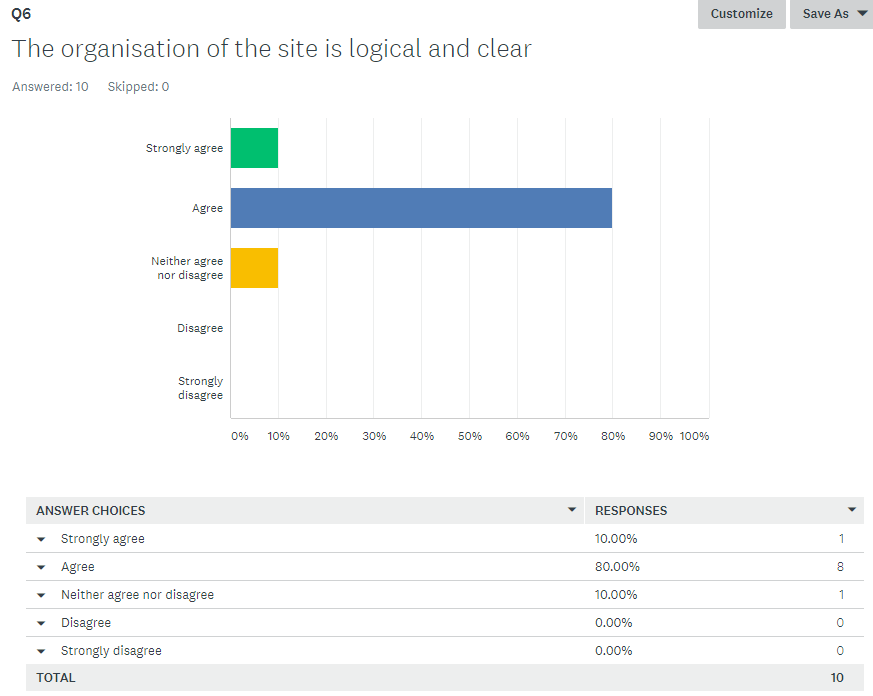 Q6
Customize
Save As
The organisation of the site is logical and clear
Answered: 10 Skipped: 0
Strongly agree
Agree
Neither agree
nor disagree
Disagree
Strongly
disagree
0% 10% 20% 30% 40% 50% 60% 70% 80% 90% 100%
ANSWER CHOICES RESPONSES
Strongly agree 10.00% 1
Agree 80.00% 8
Neither agree nor disagree 10.00% 1
Disagree 0.00% 0
Strongly disagree 0.00% 0
TOTAL 10